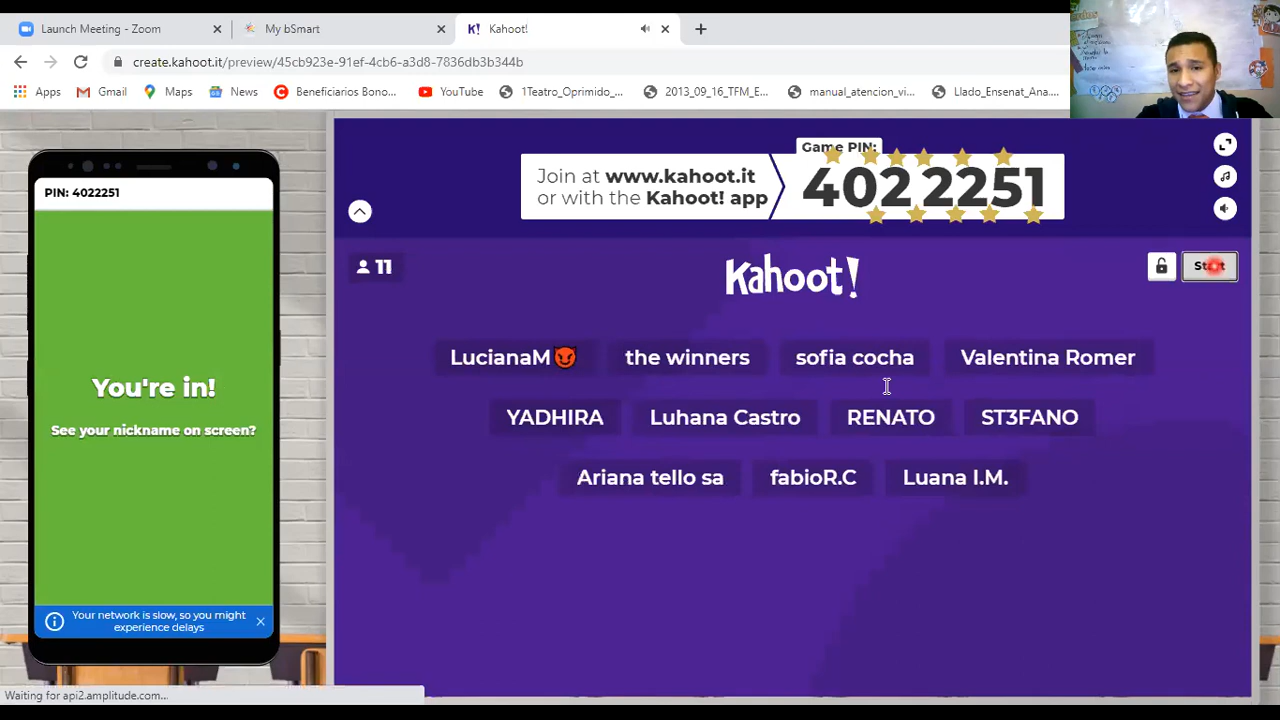 Launch Meeting - Zoom
My bSmart
Kahoot!
create.kahoot.it/preview/45cb923e-91ef-4
7836db3b344b
Apps
Gmail
Maps
News
Beneficiarios Bono...
YouTube
1Teatro_Oprimido_...
2013_09_16_TFM_E...
manual_atencion_vi...
Llado_Ensenat_Ana....
PIN: 4022251
You're in!
See your nickname on screen?
Your network is slow, so you might
experience delays
Game PIN:
Join at www.kahoot.it
or with the Kahoot! app
402 2251
11
Kahoot!
Start
LucianaM😈
the winners
sofia cocha
Valentina Romer
YADHIRA
Luhana Castro
RENATO
ST3FANO
Ariana tello sa
fabioR.C
Luana I.M.
Waiting for api2.amplitude.com...